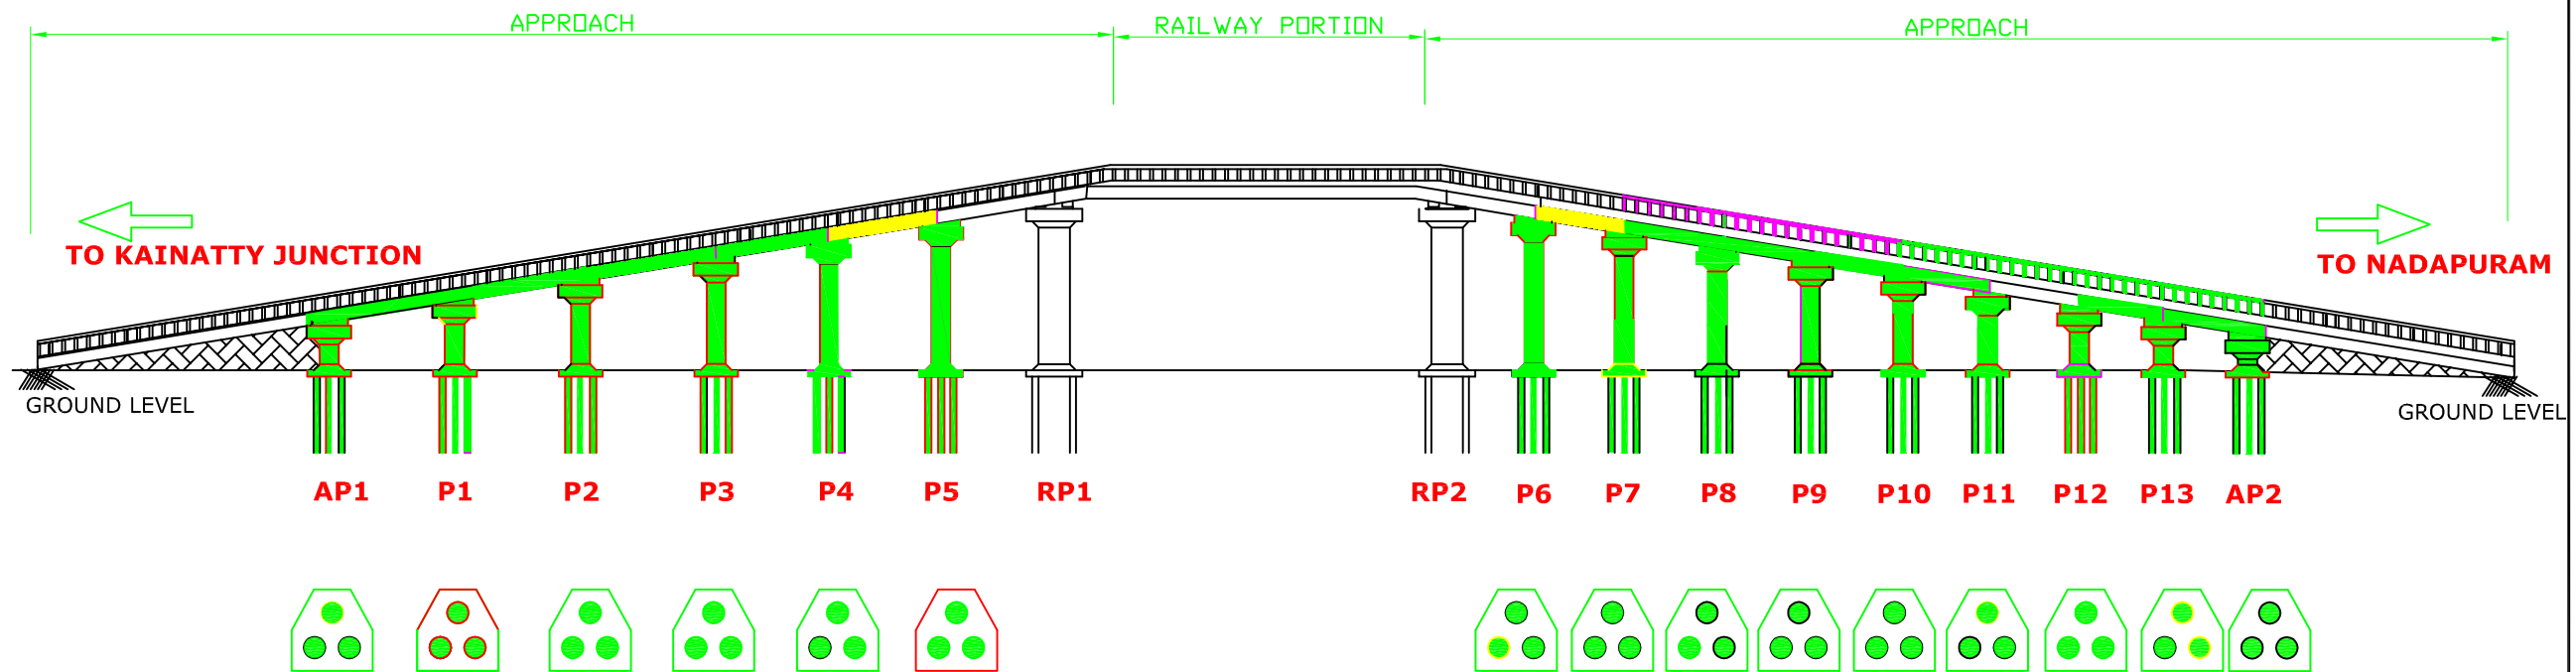 APPROACH
RAILWAY PORTION
APPROACH
TO KAINATTY JUNCTION
TO NADAPURAM
GROUND LEVEL
GROUND LEVEL
AP1 P1 P2 P3 P4 P5 RP1 RP2 P6 P7 P8 P9 P10 P11 P12 P13 AP2